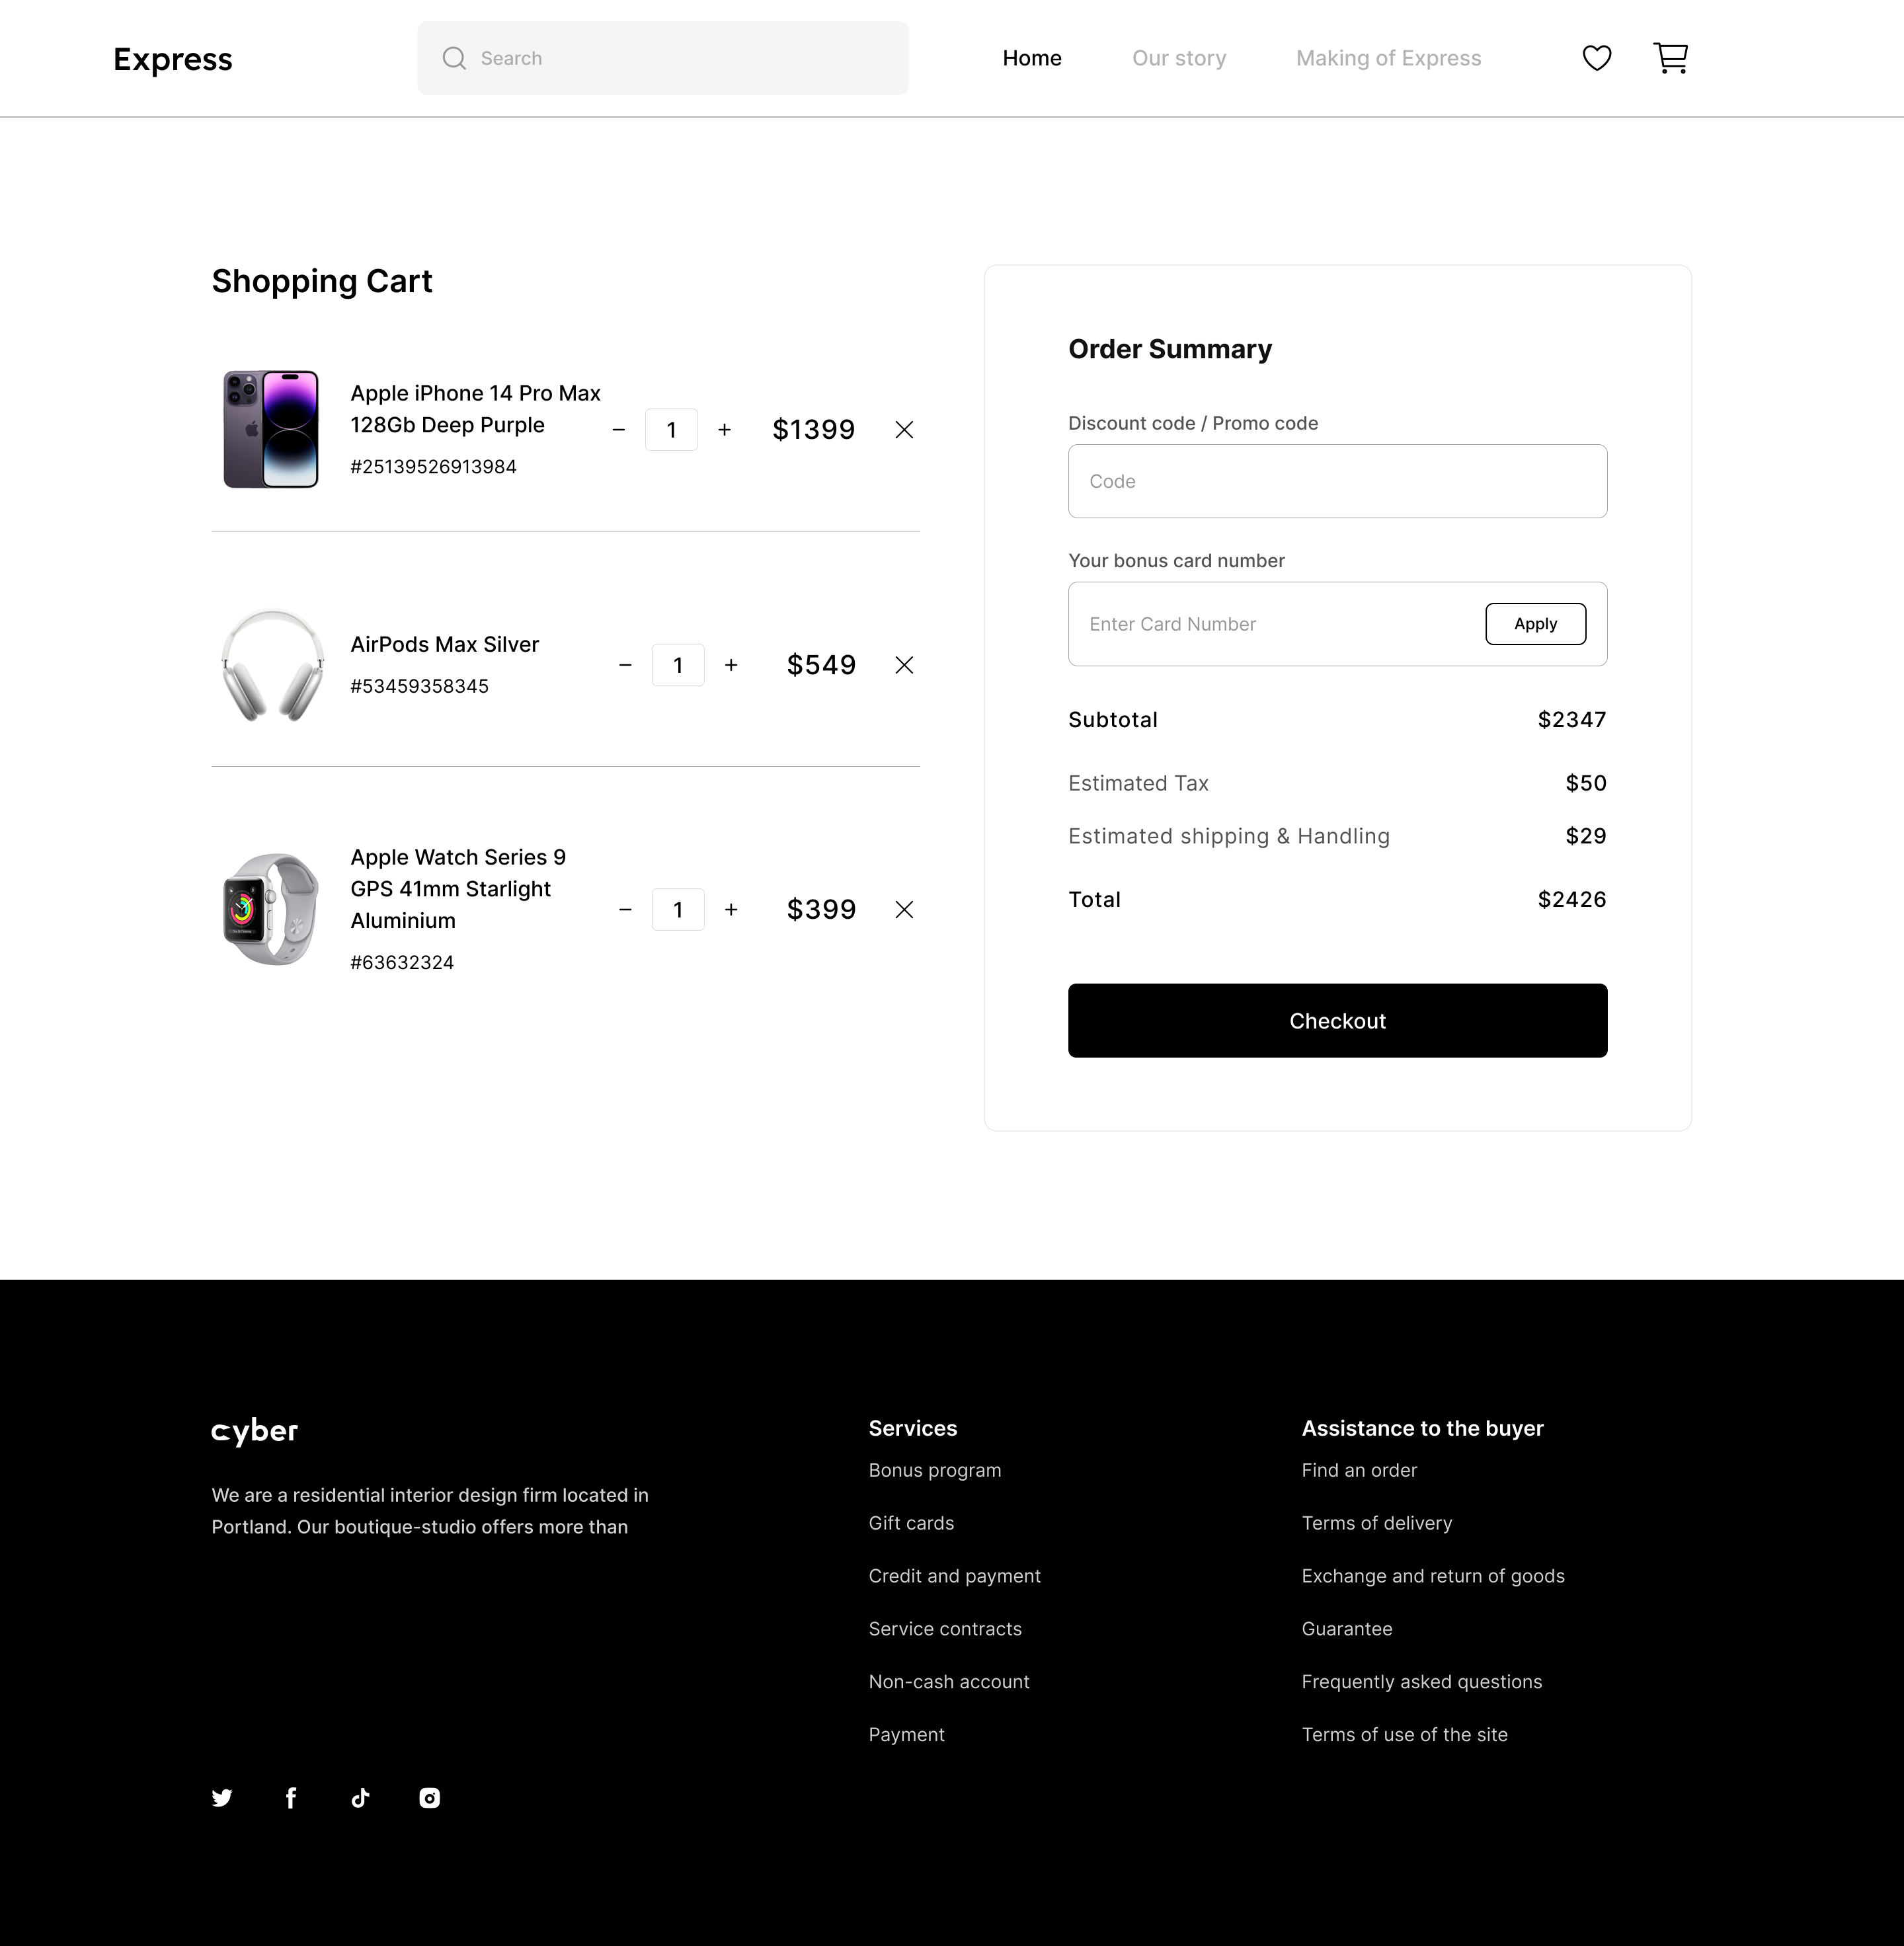 Express
Search
Home
Our story
Making of Express
Shopping Cart
Apple iPhone 14 Pro Max
128Gb Deep Purple
#25139526913984
− 1 + $1399
AirPods Max Silver
#53459358345
− 1 + $549
Apple Watch Series 9
GPS 41mm Starlight
Aluminium
#63632324
− 1 + $399
Order Summary
Discount code / Promo code
Code
Your bonus card number
Enter Card Number
Apply
Subtotal $2347
Estimated Tax $50
Estimated shipping & Handling $29
Total $2426
Checkout
cyber
We are a residential interior design firm located in
Portland. Our boutique-studio offers more than
Services
Bonus program
Gift cards
Credit and payment
Service contracts
Non-cash account
Payment
Assistance to the buyer
Find an order
Terms of delivery
Exchange and return of goods
Guarantee
Frequently asked questions
Terms of use of the site